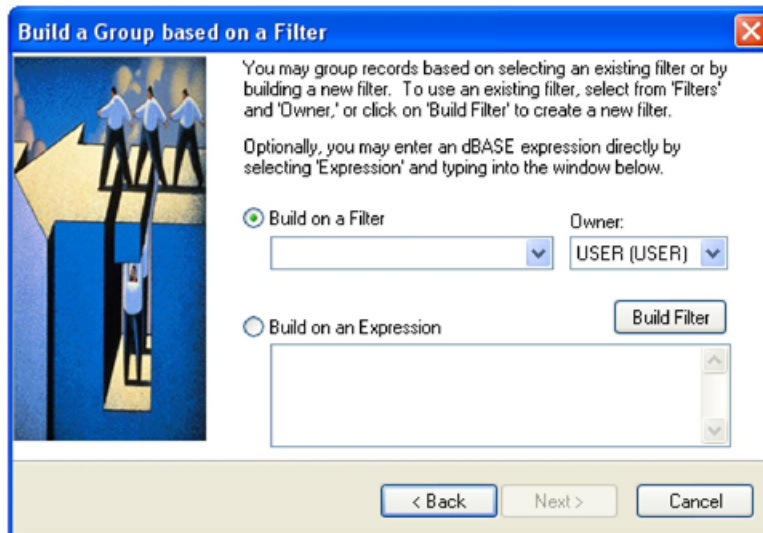 Build a Group based on a Filter
You may group records based on selecting an existing filter or by
building a new filter. To use an existing filter, select from 'Filters'
and 'Owner,' or click on 'Build Filter' to create a new filter.
Optionally, you may enter an dBASE expression directly by
selecting 'Expression' and typing into the window below.
Build on a Filter
Owner:
USER (USER)
Build on an Expression
Build Filter
< Back
Next >
Cancel